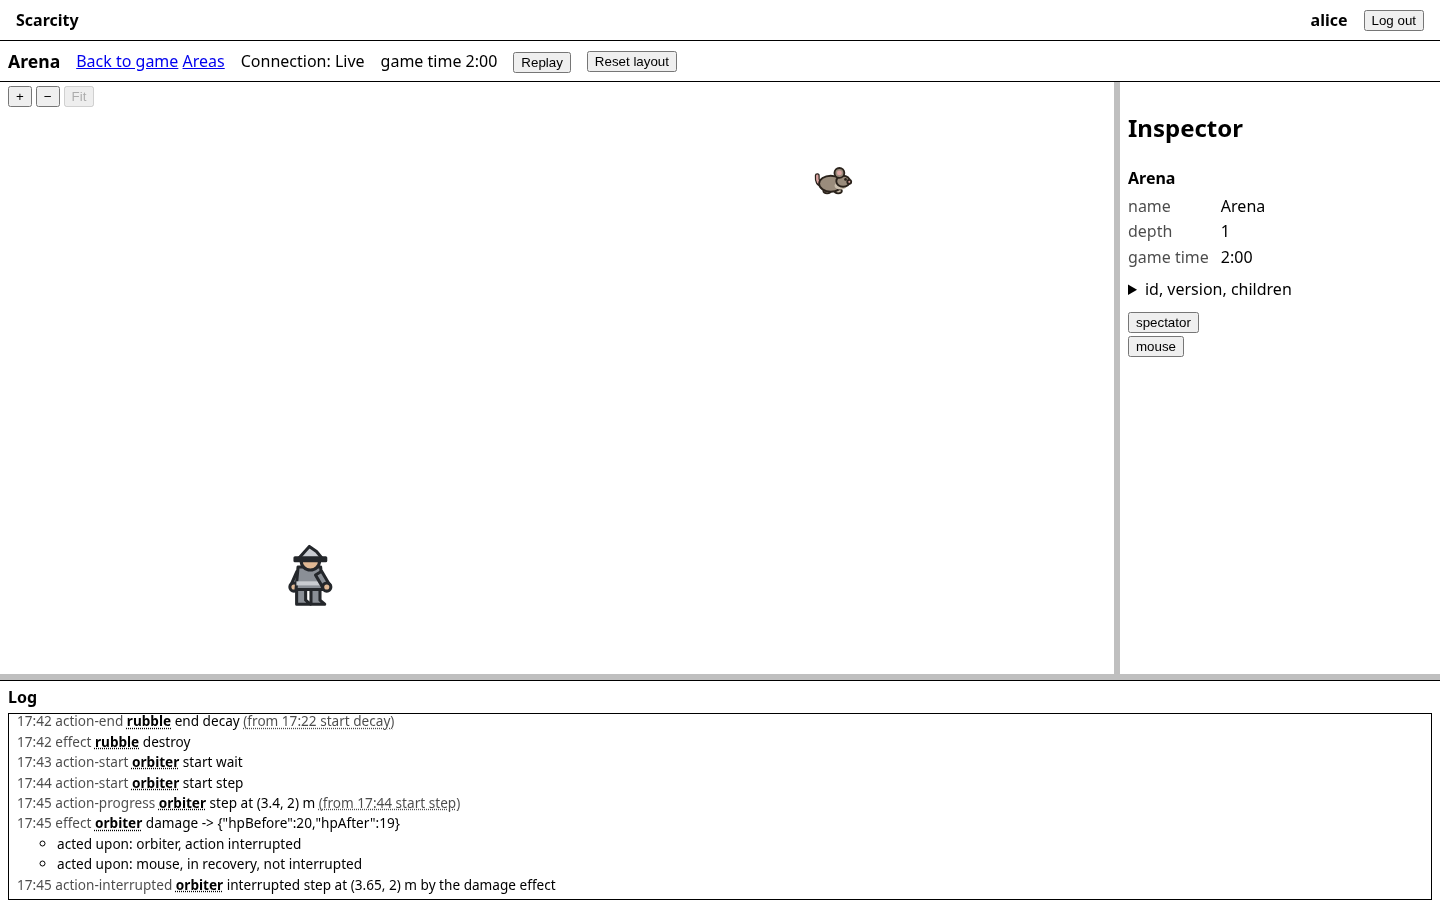 Scarcity
alice
Log out
Arena
Back to game
Areas
Connection: Live
game time 2:00
Replay
Reset layout
+
−
Fit
Inspector
Arena
name Arena
depth 1
game time 2:00
id, version, children
spectator
mouse
Log
17:42 action-end rubble end decay (from 17:22 start decay)
17:42 effect rubble destroy
17:43 action-start orbiter start wait
17:44 action-start orbiter start step
17:45 action-progress orbiter step at (3.4, 2) m (from 17:44 start step)
17:45 effect orbiter damage -> {"hpBefore":20,"hpAfter":19}
acted upon: orbiter, action interrupted
acted upon: mouse, in recovery, not interrupted
17:45 action-interrupted orbiter interrupted step at (3.65, 2) m by the damage effect